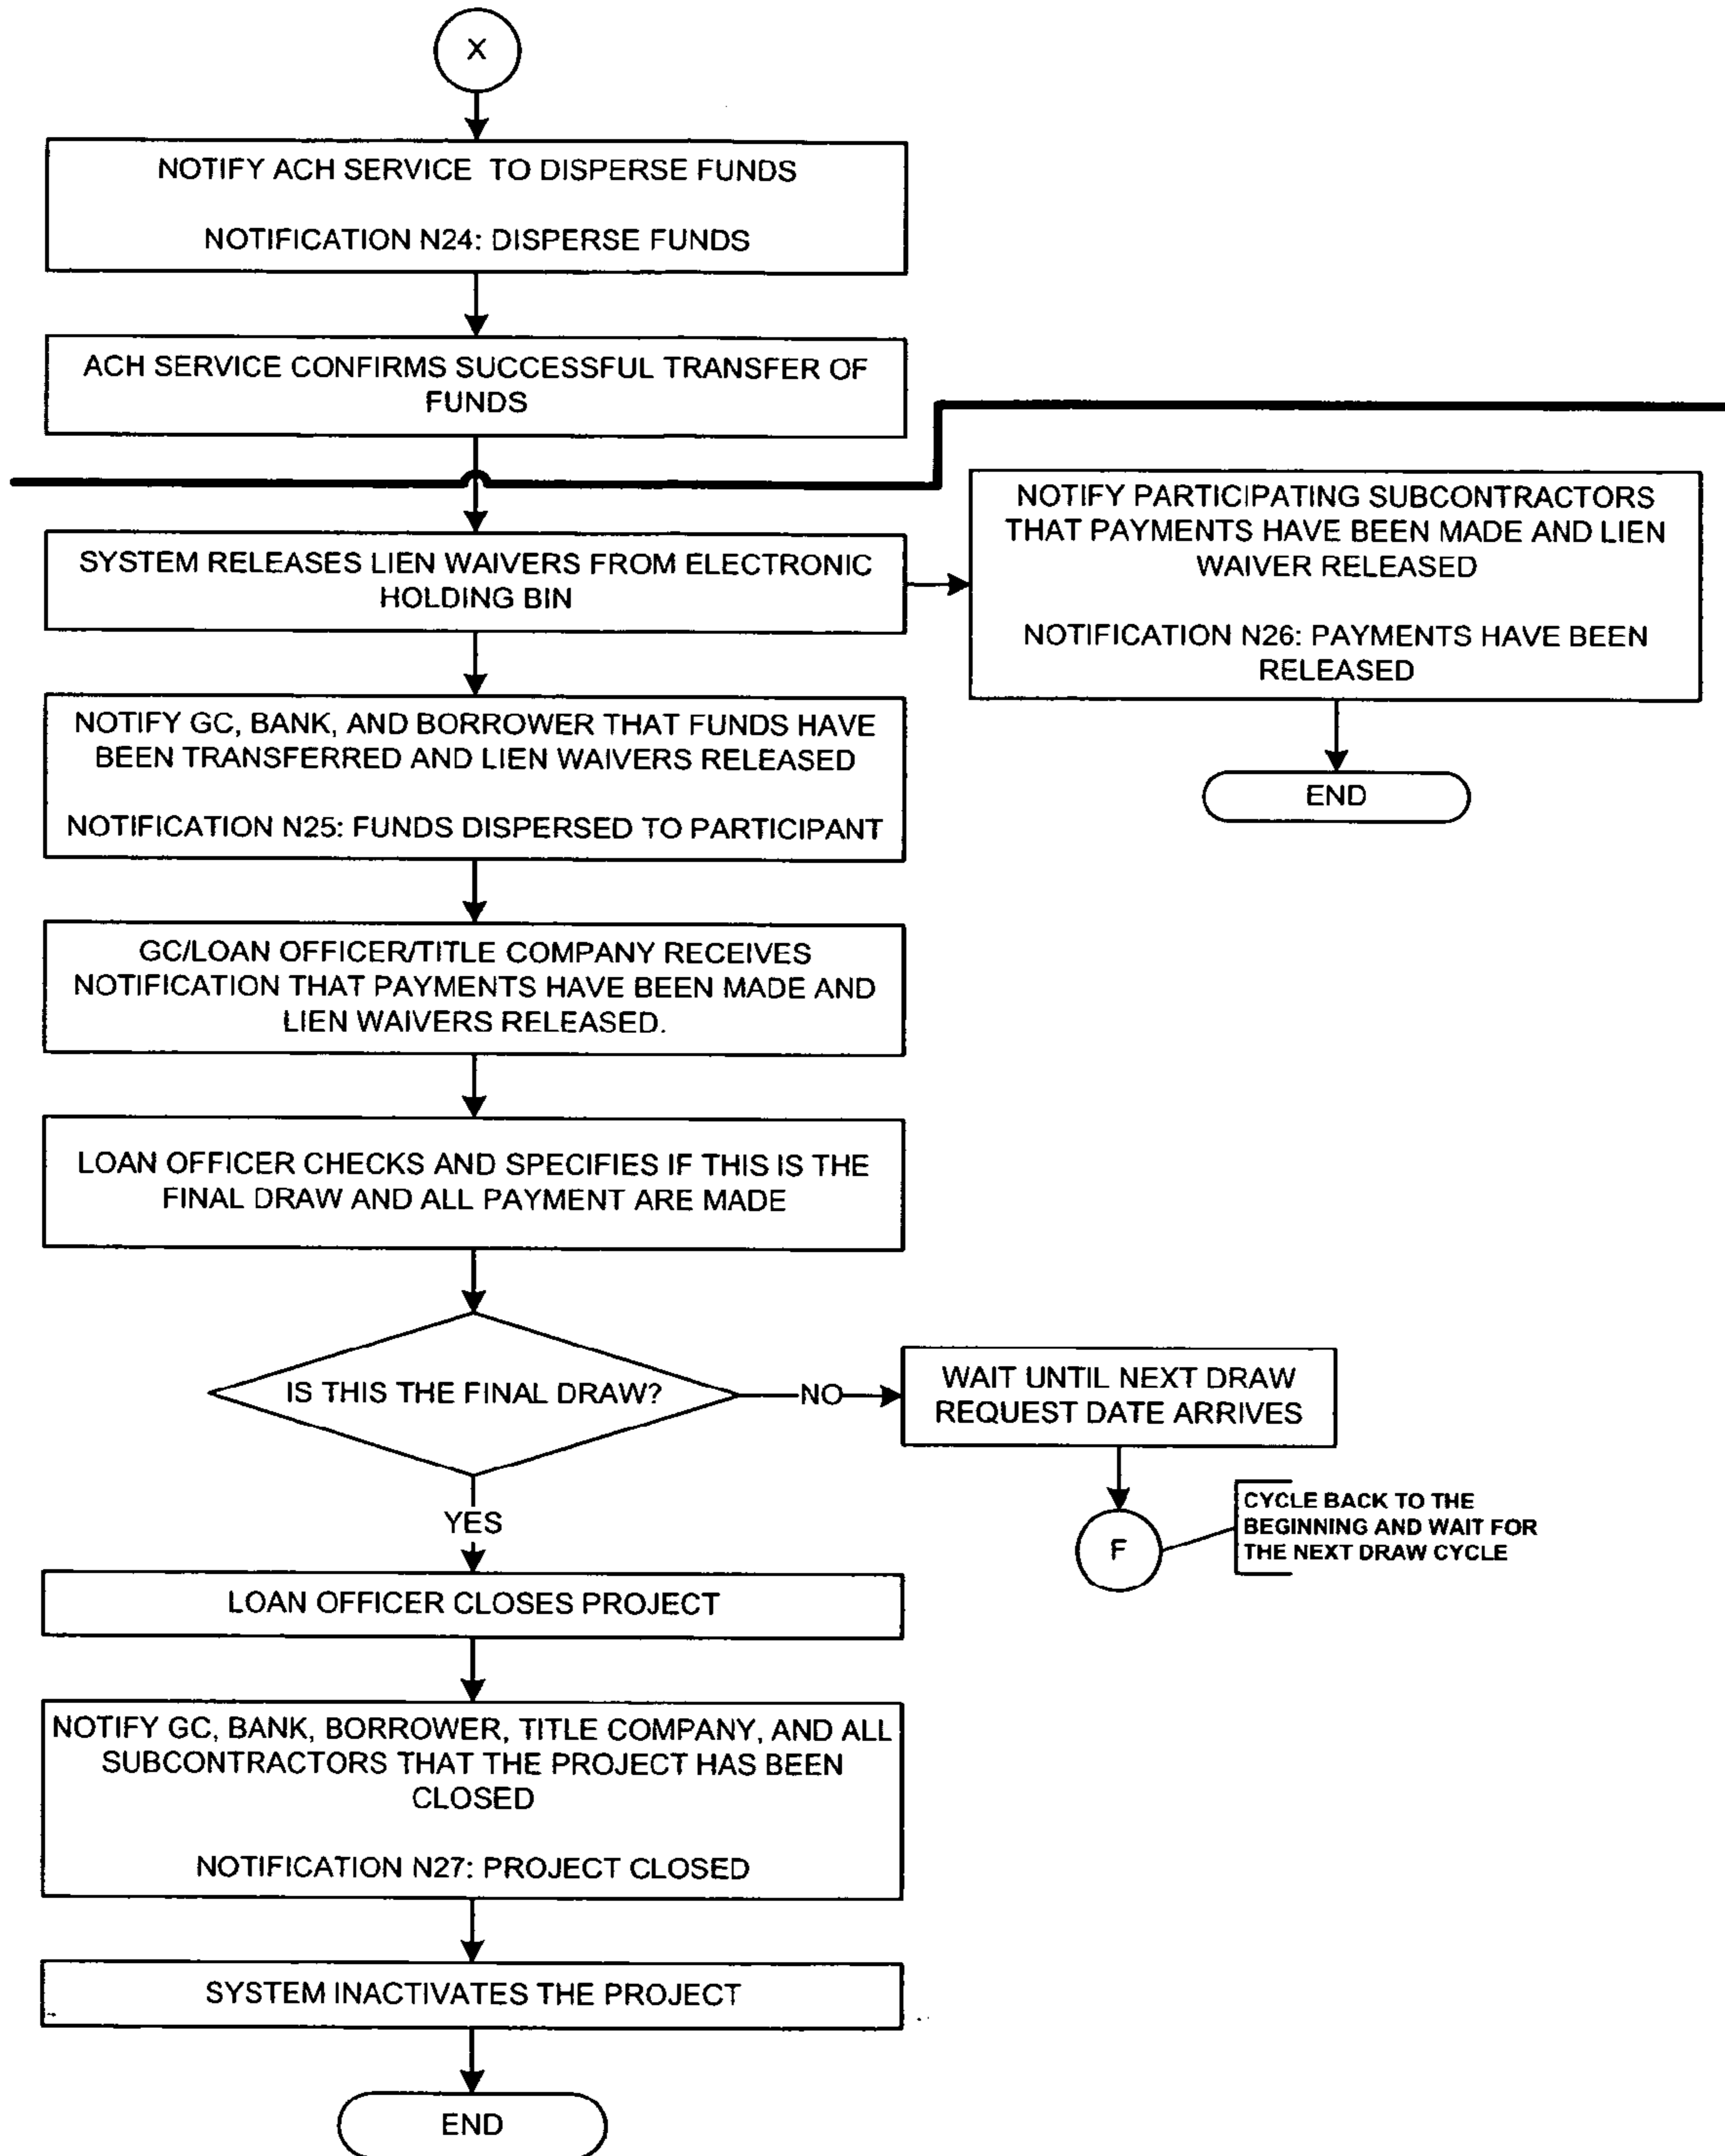 X
NOTIFY ACH SERVICE TO DISPERSE FUNDS
NOTIFICATION N24: DISPERSE FUNDS
ACH SERVICE CONFIRMS SUCCESSFUL TRANSFER OF
FUNDS
SYSTEM RELEASES LIEN WAIVERS FROM ELECTRONIC
HOLDING BIN
NOTIFY PARTICIPATING SUBCONTRACTORS
THAT PAYMENTS HAVE BEEN MADE AND LIEN
WAIVER RELEASED
NOTIFICATION N26: PAYMENTS HAVE BEEN
RELEASED
END
NOTIFY GC, BANK, AND BORROWER THAT FUNDS HAVE
BEEN TRANSFERRED AND LIEN WAIVERS RELEASED
NOTIFICATION N25: FUNDS DISPERSED TO PARTICIPANT
GC/LOAN OFFICER/TITLE COMPANY RECEIVES
NOTIFICATION THAT PAYMENTS HAVE BEEN MADE AND
LIEN WAIVERS RELEASED.
LOAN OFFICER CHECKS AND SPECIFIES IF THIS IS THE
FINAL DRAW AND ALL PAYMENT ARE MADE
IS THIS THE FINAL DRAW?
NO
WAIT UNTIL NEXT DRAW
REQUEST DATE ARRIVES
F
CYCLE BACK TO THE
BEGINNING AND WAIT FOR
THE NEXT DRAW CYCLE
YES
LOAN OFFICER CLOSES PROJECT
NOTIFY GC, BANK, BORROWER, TITLE COMPANY, AND ALL
SUBCONTRACTORS THAT THE PROJECT HAS BEEN
CLOSED
NOTIFICATION N27: PROJECT CLOSED
SYSTEM INACTIVATES THE PROJECT
END